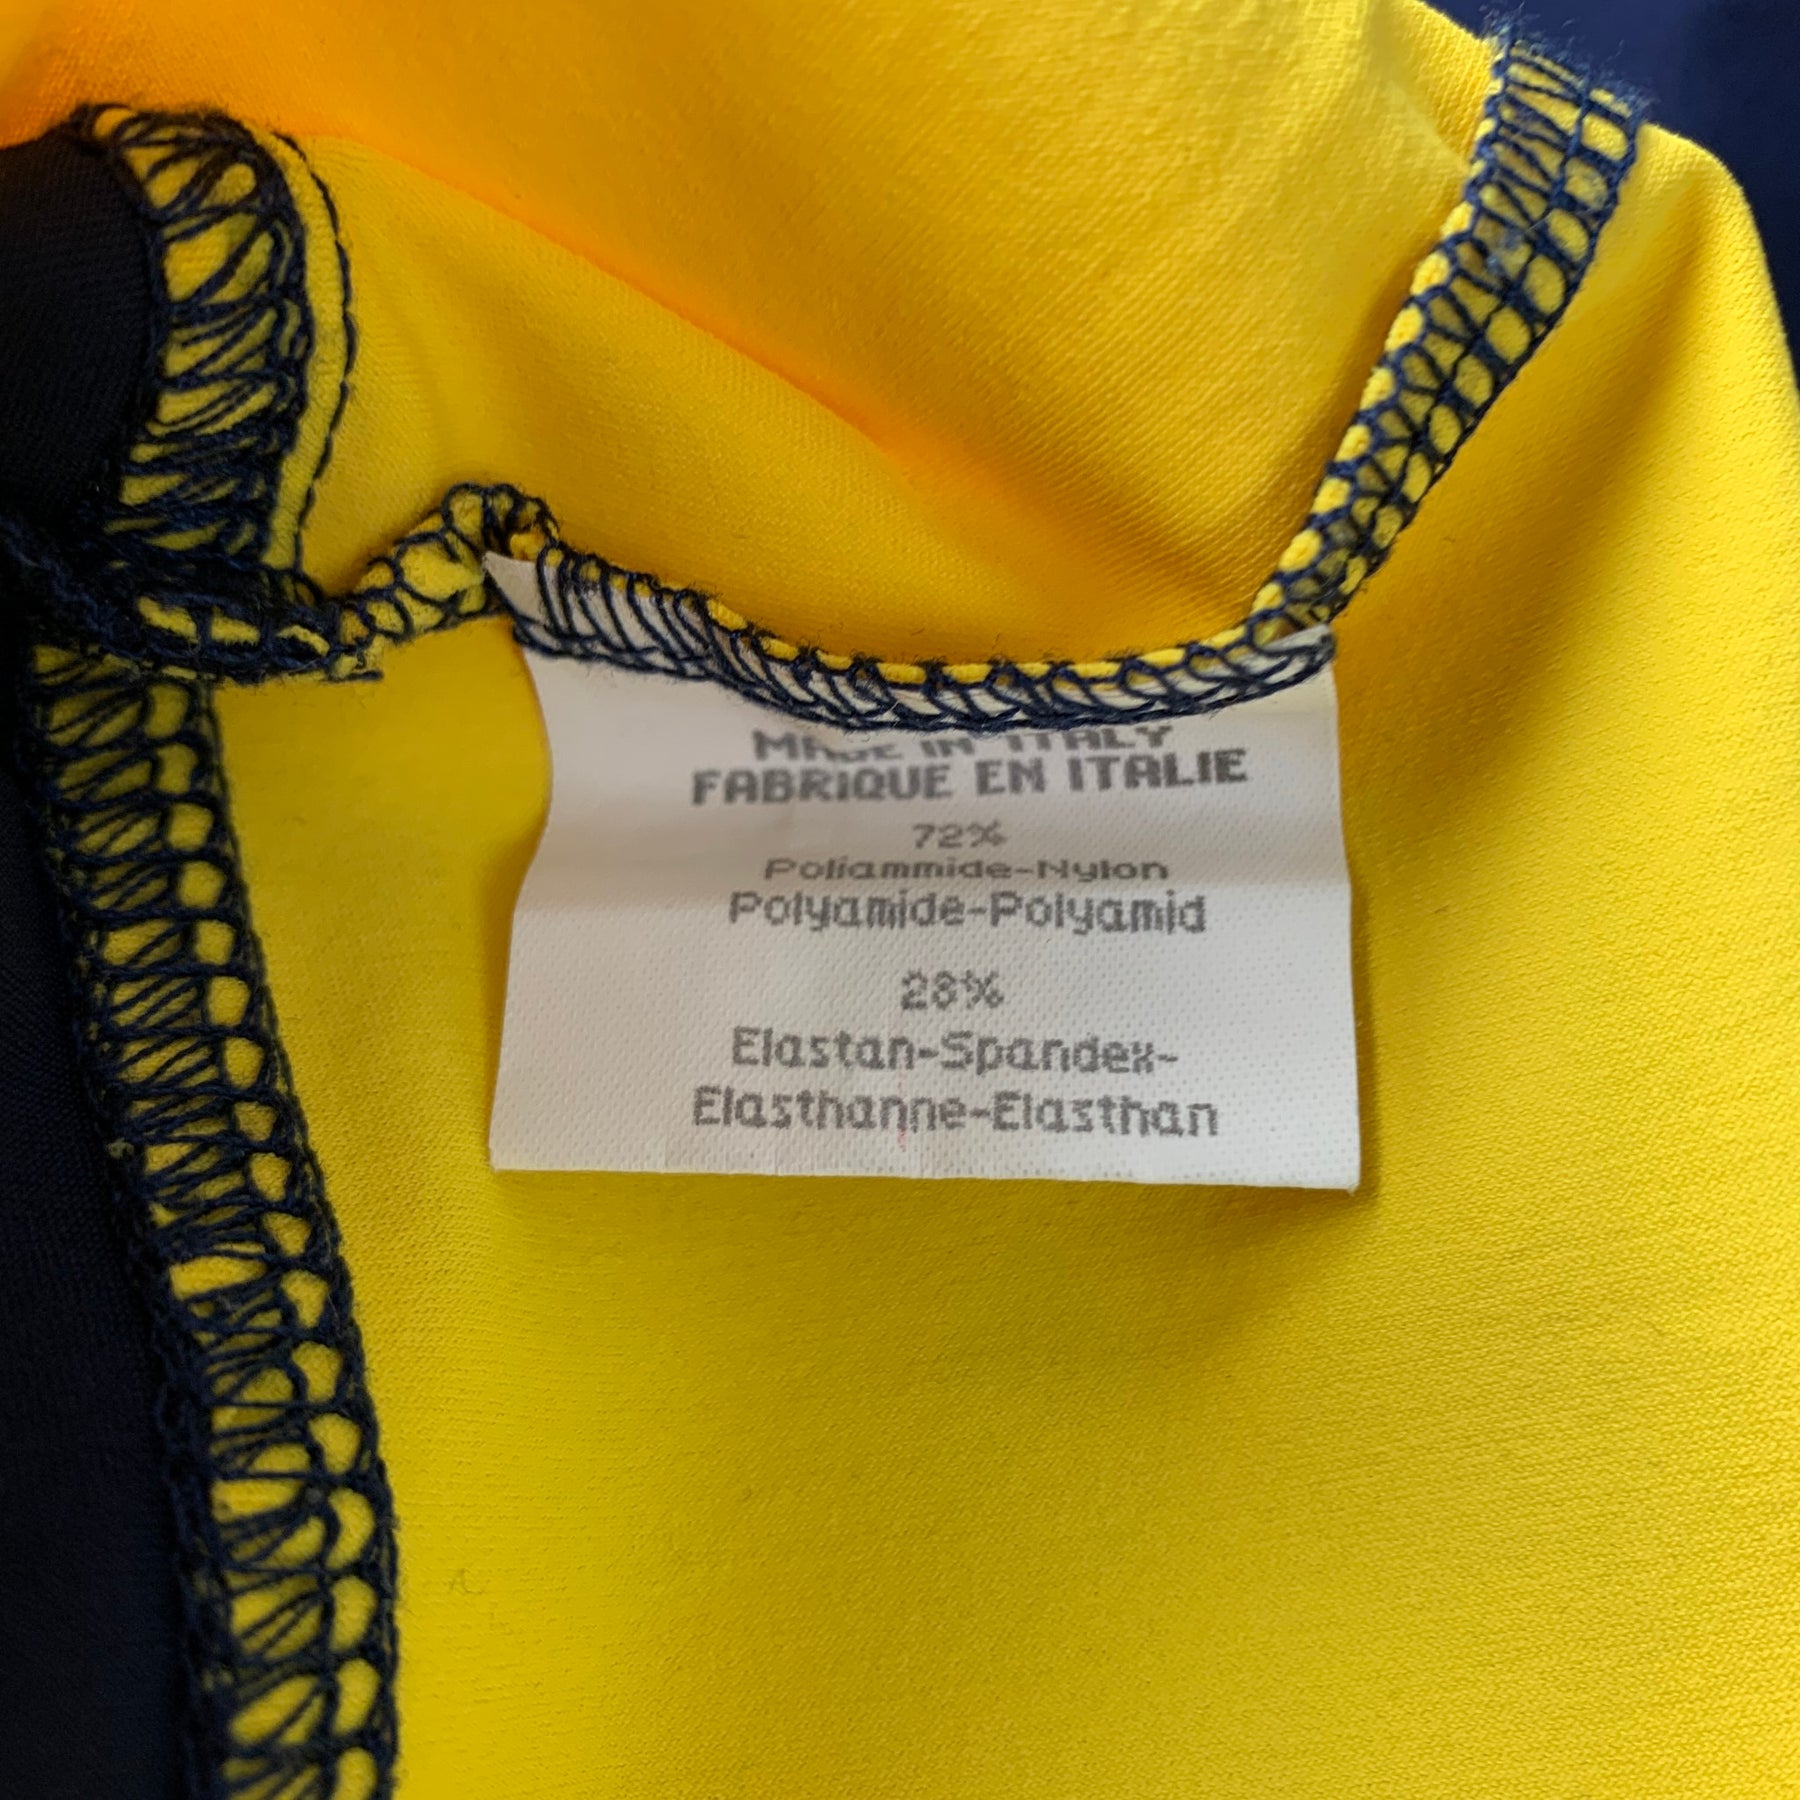 MADE IN ITALY
FABRIQUE EN ITALIE
72%
Poliammide-Nylon
Polyamide-Polyamid
28%
Elastan-Spandex-
Elasthanne-Elasthan